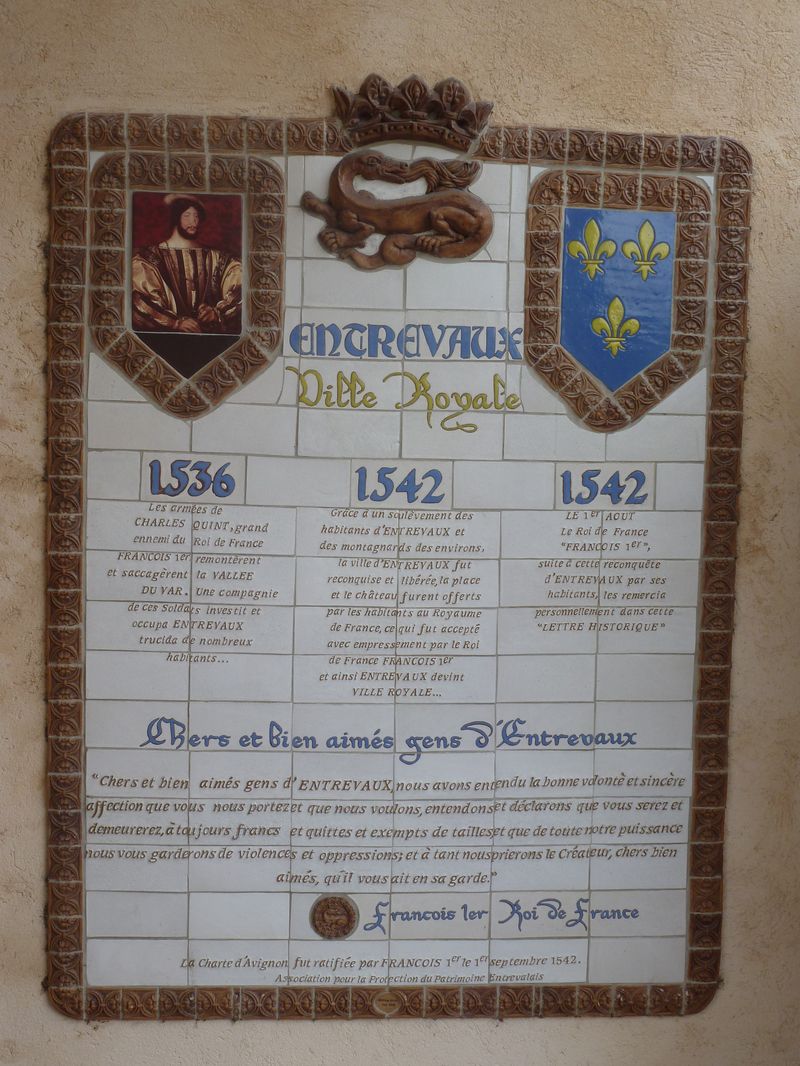 ENTREVAUX
Ville Royale
1536
Les armées de
CHARLES QUINT, grand
ennemi du Roi de France
FRANCOIS 1er remontèrent
et saccagèrent la VALLEE
DU VAR. Une compagnie
de ces Soldats investit et
occupa ENTREVAUX
trucida de nombreux
habitants...
1542
Grâce à un soulèvement des
habitants d'ENTREVAUX et
des montagnards des environs,
la ville d'ENTREVAUX fut
reconquise et libérée, la place
et le château furent offerts
par les habitants au Royaume
de France, ce qui fut accepté
avec empressement par le Roi
de France FRANCOIS 1er
et ainsi ENTREVAUX devint
VILLE ROYALE...
1542
LE 1er AOUT
Le Roi de France
"FRANCOIS 1er",
suite à cette reconquête
d'ENTREVAUX par ses
habitants, les remercia
personnellement dans cette
"LETTRE HISTORIQUE"
Chers et bien aimés gens d'Entrevaux
"Chers et bien aimés gens d'ENTREVAUX, nous avons entendu la bonne volonté et sincère
affection que vous nous portez et que nous voulons, entendons et déclarons que vous serez et
demeurerez, à toujours francs et quittes et exempts de tailles et que de toute notre puissance
nous vous garderons de violences et oppressions; et à tant nous prierons le Créateur, chers bien
aimés, qu'il vous ait en sa garde."
Francois 1er Roi de France
La Charte d'Avignon fut ratifiée par FRANCOIS 1er le 1er septembre 1542.
Association pour la Protection du Patrimoine Entrevalais